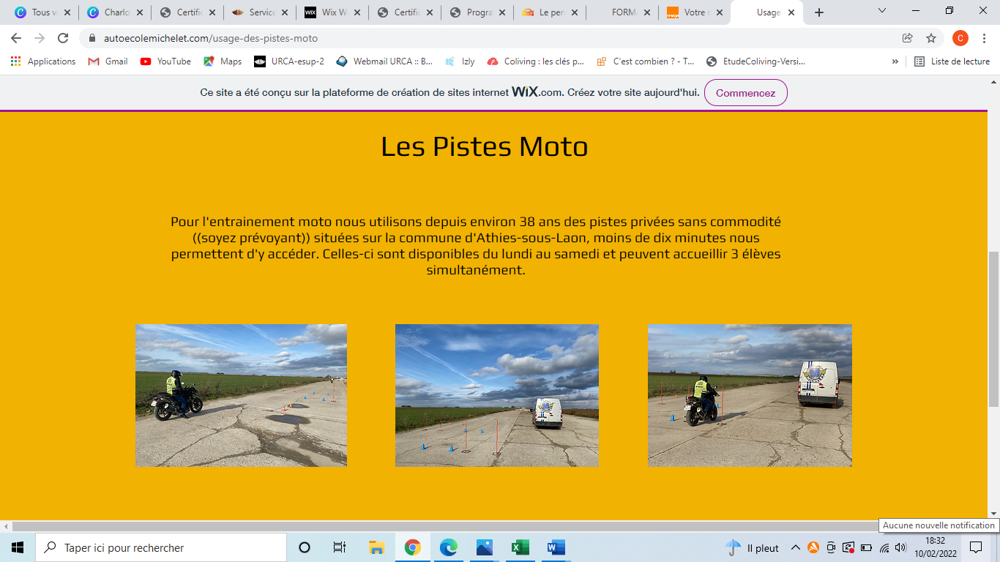 Tous v
Charlo
Certific
Service
WIX Wix W
Certific
Progra
Le perr
FORM
orange Votre r
Usage
autoecolemichelet.com/usage-des-pistes-moto
C
Applications
Gmail
YouTube
Maps
URCA-esup-2
Webmail URCA :: B...
Izly
Coliving : les clés p...
C'est combien ? - T...
EtudeColiving-Versi...
»
Liste de lecture
Ce site a été conçu sur la plateforme de création de sites internet WiX.com. Créez votre site aujourd'hui.
Commencez
Les Pistes Moto
Pour l'entrainement moto nous utilisons depuis environ 38 ans des pistes privées sans commodité
((soyez prévoyant)) situées sur la commune d'Athies-sous-Laon, moins de dix minutes nous
permettent d'y accéder. Celles-ci sont disponibles du lundi au samedi et peuvent accueillir 3 élèves
simultanément.
Aucune nouvelle notification
Taper ici pour rechercher
Il pleut
18:32
10/02/2022